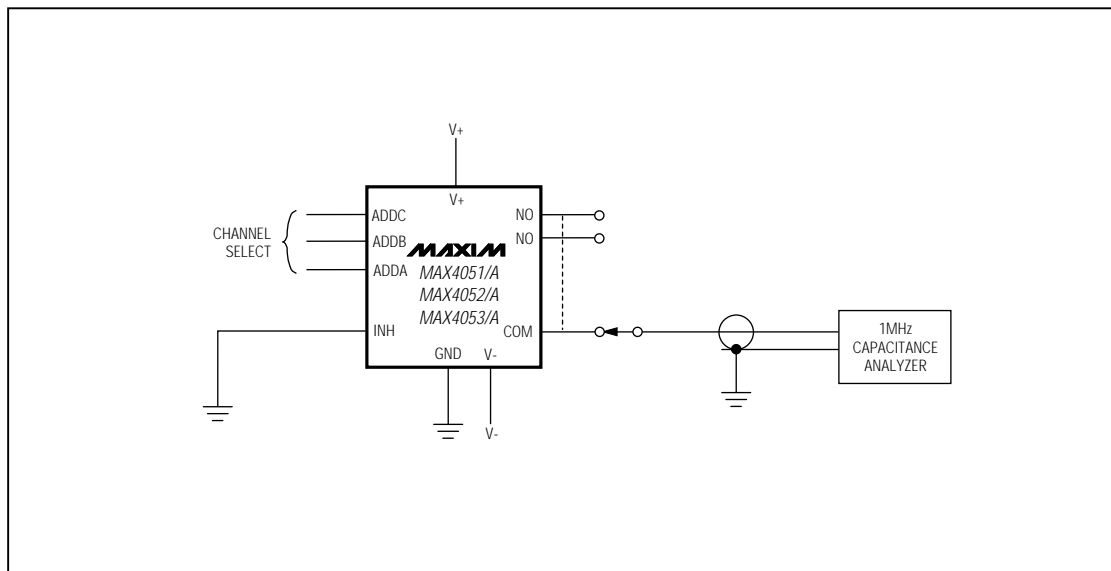 V+
V+
CHANNEL
SELECT
ADDC
ADDB
ADDA
INH
MAXIM
MAX4051/A
MAX4052/A
MAX4053/A
NO
NO
COM
GND
V-
V-
1MHz
CAPACITANCE
ANALYZER